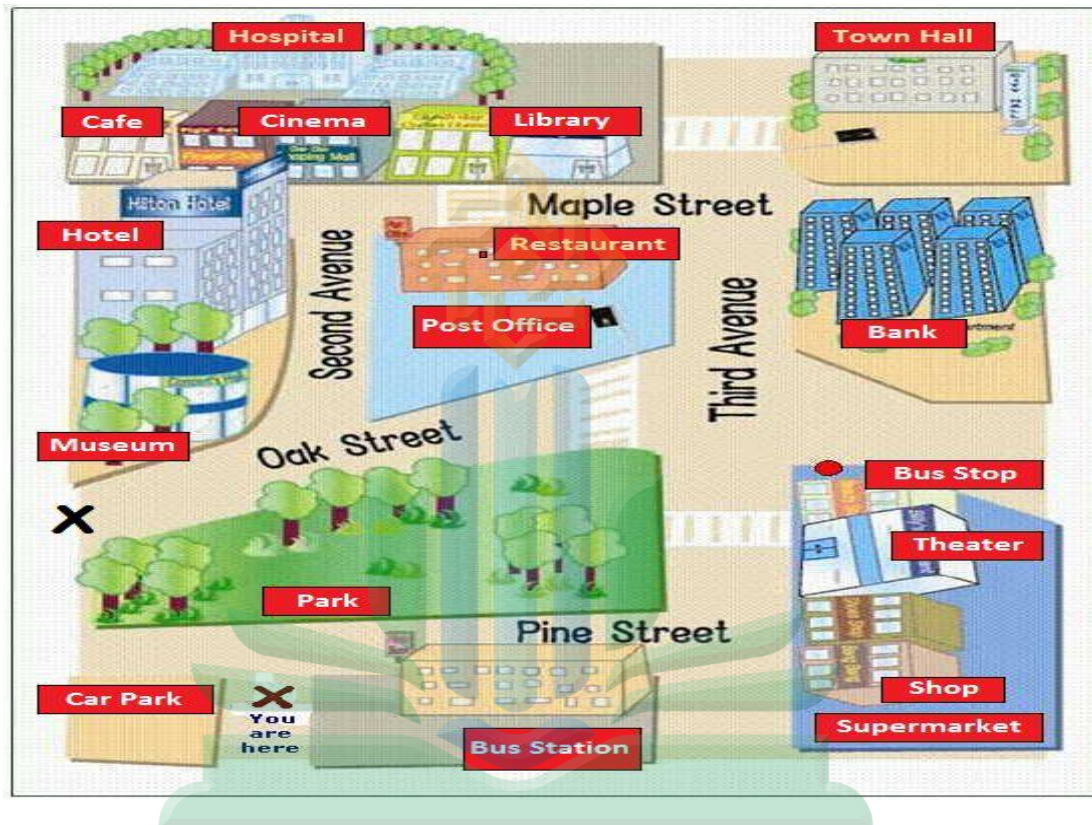 Hospital
Town Hall
Cafe
Cinema
Library
Hilton Hotel
Maple Street
Hotel
Restaurant
Second Avenue
Post Office
Bank
Third Avenue
Museum
Oak Street
Bus Stop
Theater
Park
Pine Street
Car Park
Shop
You
are
here
Supermarket
Bus Station